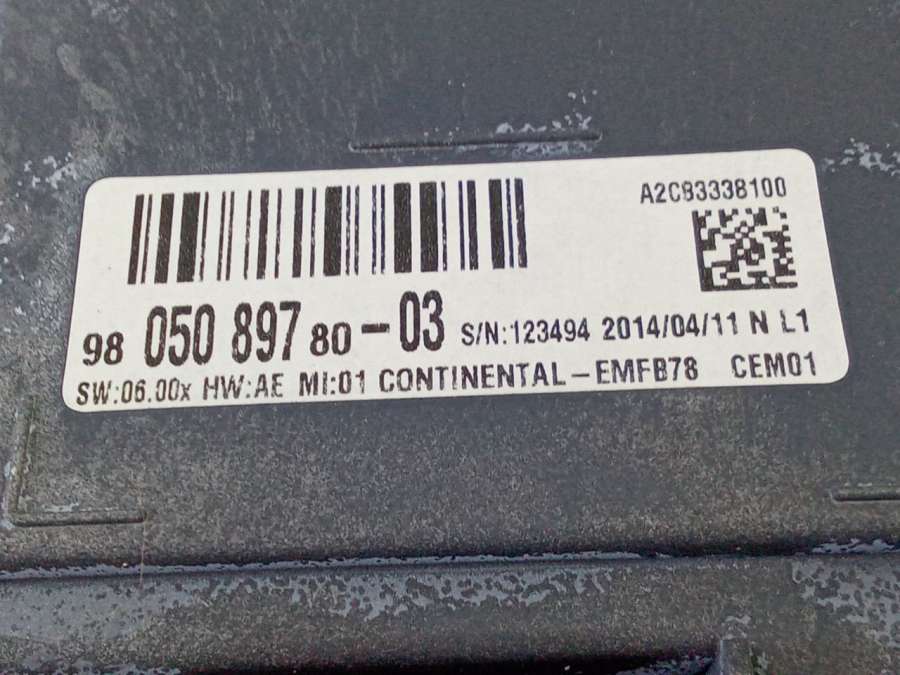 A2C83338100
98 050 897 80-03 S/N:123494 2014/04/11 N L1
SW:06.00x HW:AE MI:01 CONTINENTAL-EMFB78 CEM01